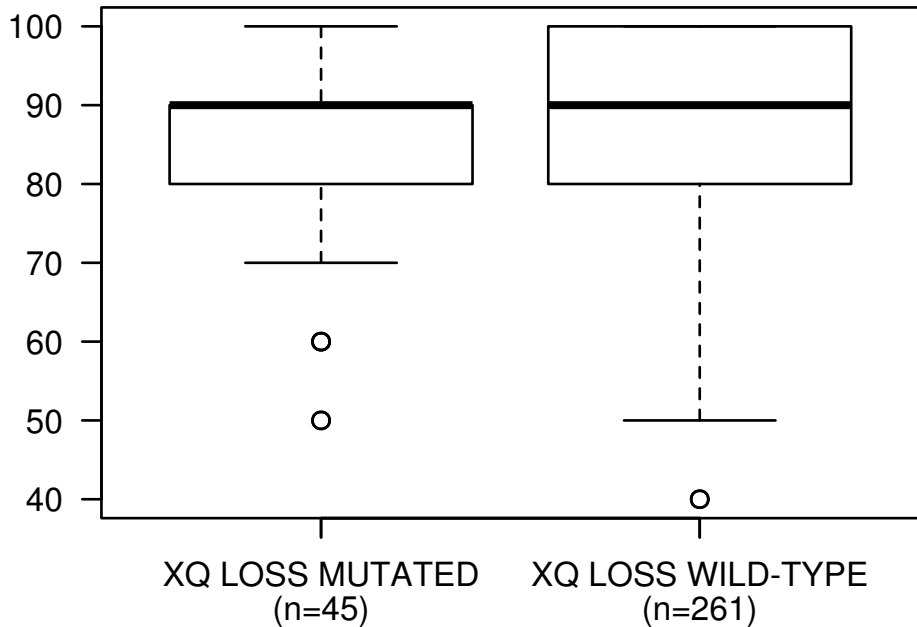 100
90
80
70
60
50
40
XQ LOSS MUTATED
(n=45)
XQ LOSS WILD-TYPE
(n=261)